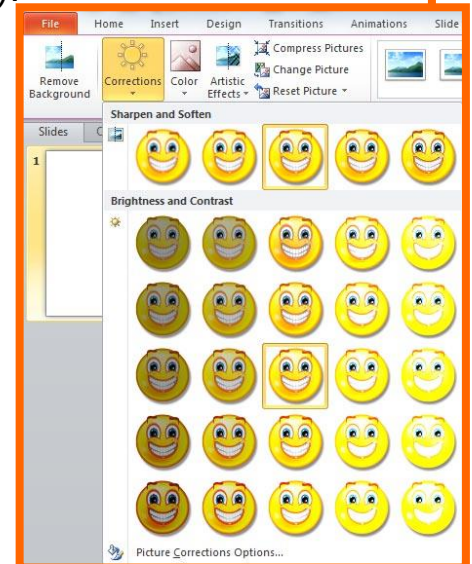 y).
File Home Insert Design Transitions Animations Slide
Remove Background
Corrections
Color
Artistic Effects
Compress Pictures
Change Picture
Reset Picture
Slides
1
Sharpen and Soften
Brightness and Contrast
Picture Corrections Options...